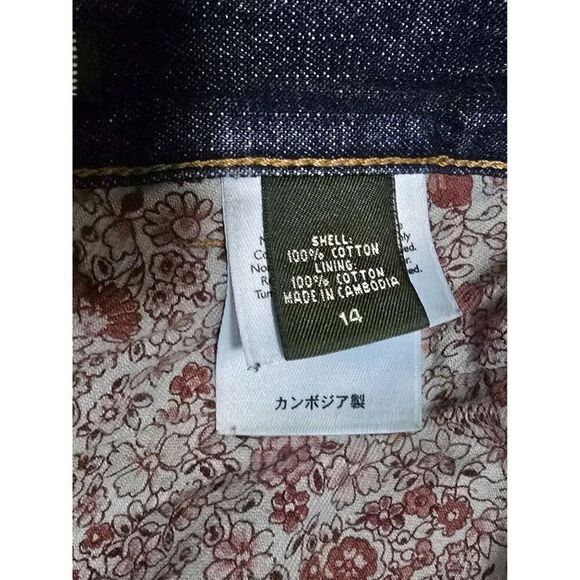 SHELL:
100% COTTON
LINING:
100% COTTON
MADE IN CAMBODIA
14
カンボジア製